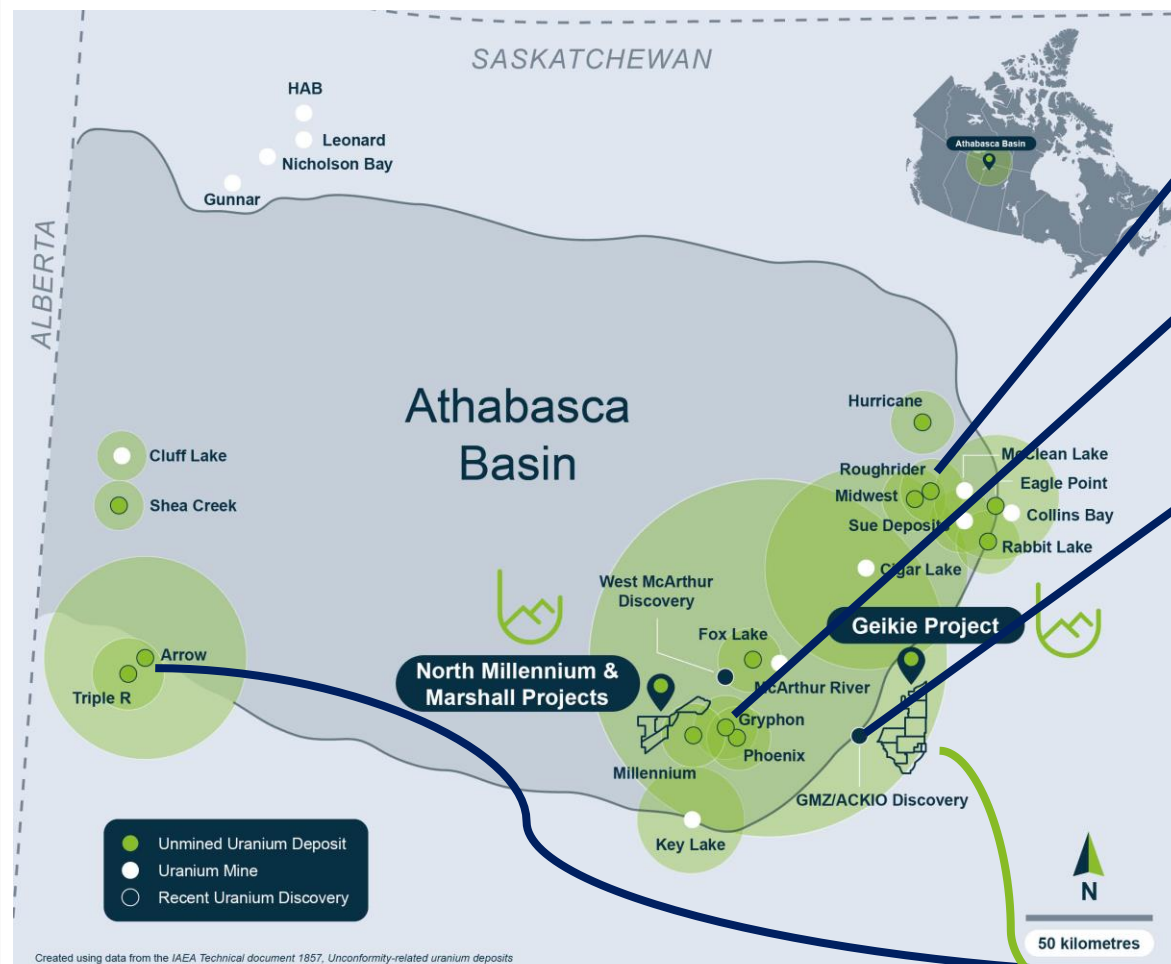 SASKATCHEWAN
ALBERTA
HAB
Leonard
Nicholson Bay
Gunnar
Athabasca Basin
Athabasca
Basin
Hurricane
Roughrider
Midwest
Sue Deposits
McClean Lake
Eagle Point
Collins Bay
Rabbit Lake
Cigar Lake
Cluff Lake
Shea Creek
Arrow
Triple R
West McArthur
Discovery
Fox Lake
McArthur River
Geikie Project
North Millennium &
Marshall Projects
Gryphon
Phoenix
Millennium
GMZ/ACKIO Discovery
Key Lake
Unmined Uranium Deposit
Uranium Mine
Recent Uranium Discovery
N
50 kilometres
Created using data from the IAEA Technical document 1857, Unconformity-related uranium deposits